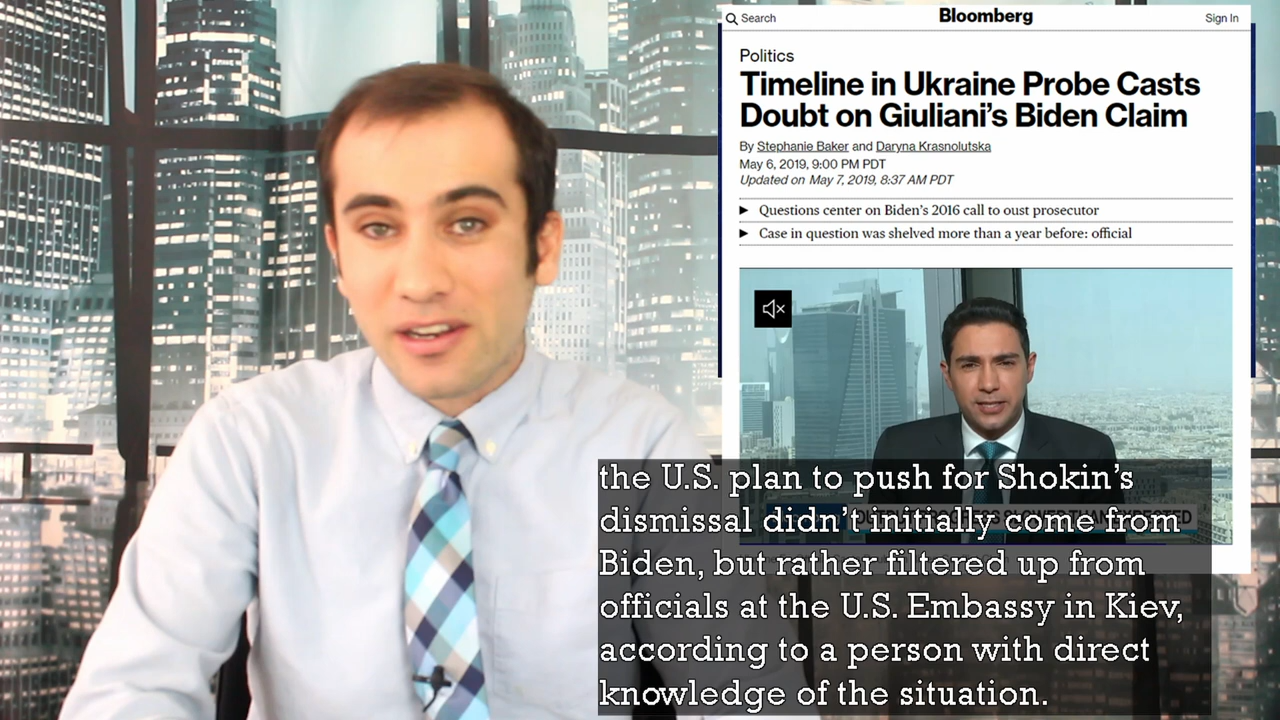 Search
Bloomberg
Sign In
Politics
Timeline in Ukraine Probe Casts
Doubt on Giuliani's Biden Claim
By Stephanie Baker and Daryna Krasnolutska
May 6, 2019, 9:00 PM PDT
Updated on May 7, 2019, 8:37 AM PDT
► Questions center on Biden's 2016 call to oust prosecutor
► Case in question was shelved more than a year before: official
the U.S. plan to push for Shokin's
dismissal didn't initially come from
Biden, but rather filtered up from
officials at the U.S. Embassy in Kiev,
according to a person with direct
knowledge of the situation.